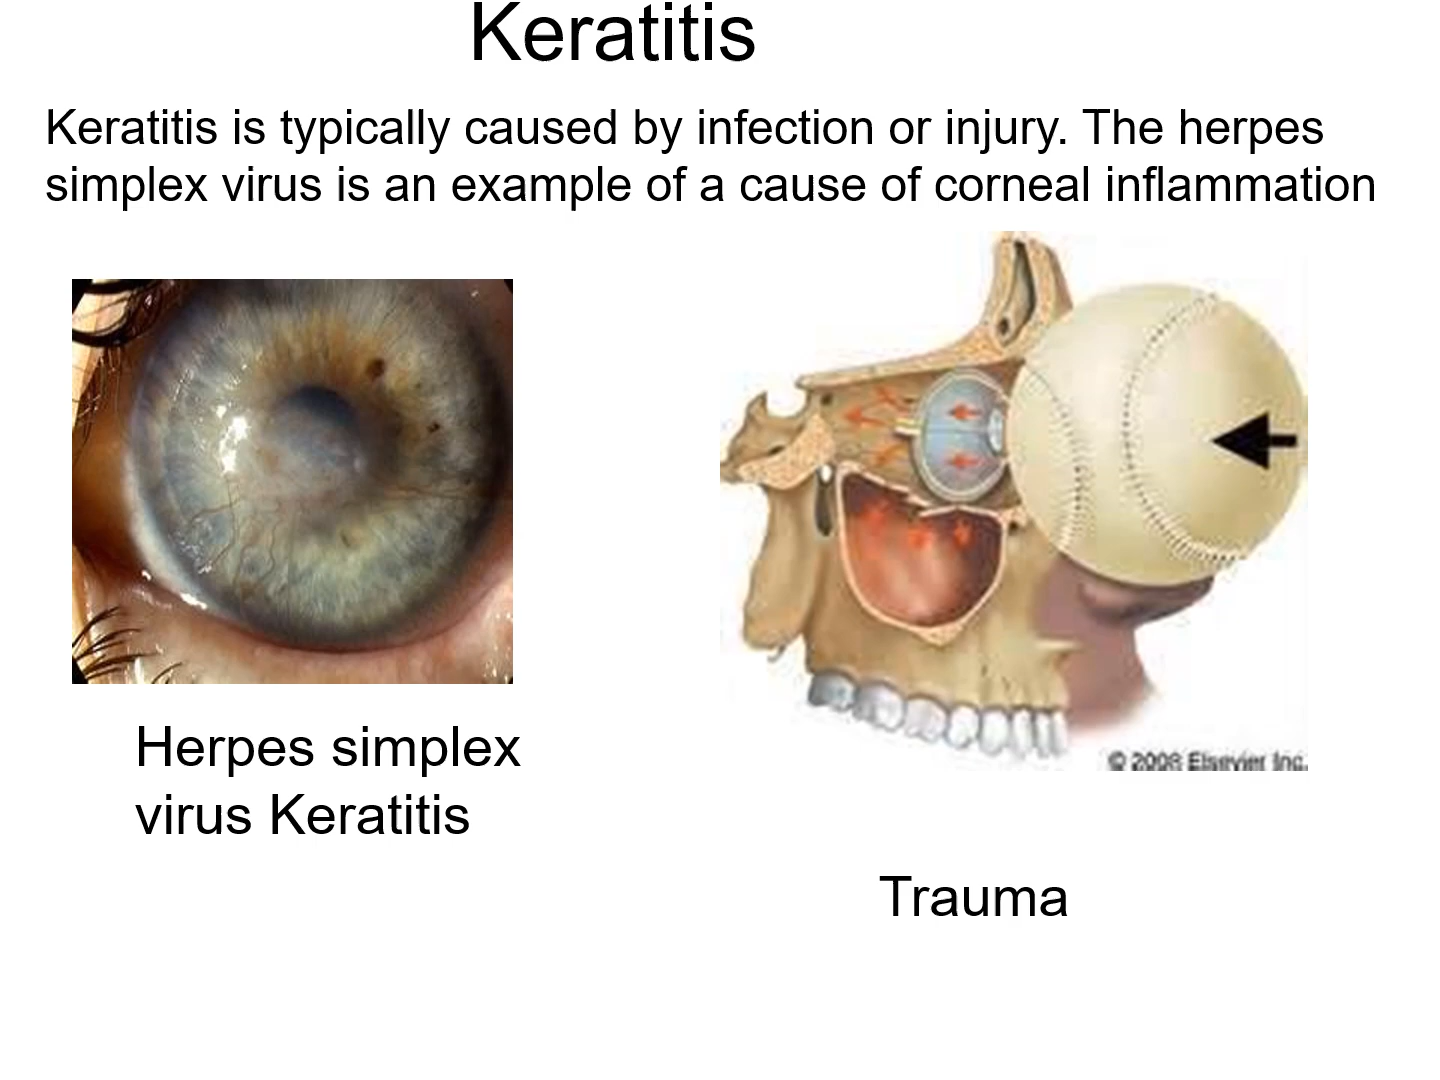 Keratitis
Keratitis is typically caused by infection or injury. The herpes
simplex virus is an example of a cause of corneal inflammation
Herpes simplex
virus Keratitis
© 2008 Elsevier Inc.
Trauma